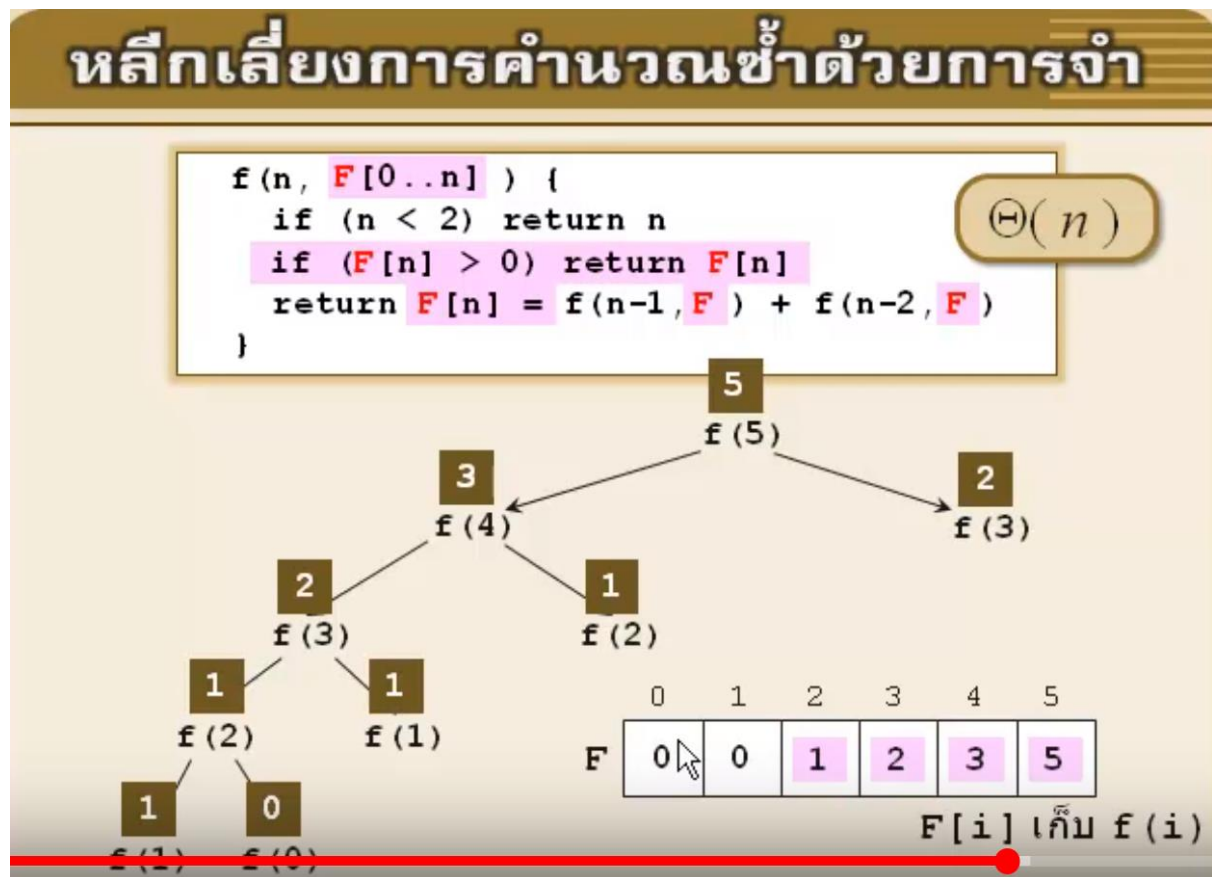 หลีกเลี่ยงการคำนวณซ้ำด้วยการจำ
f(n, F[0..n] ) {
if (n < 2) return n
if (F[n] > 0) return F[n]
return F[n] = f(n-1,F ) + f(n-2,F )
}
Θ( n )
5
f(5)
3
f(4)
2
f(3)
2
f(3)
1
f(2)
1
f(2)
1
f(1)
1
f(1)
0
f(0)
0 1 2 3 4 5
F 0 0 1 2 3 5
F[i] เก็บ f(i)